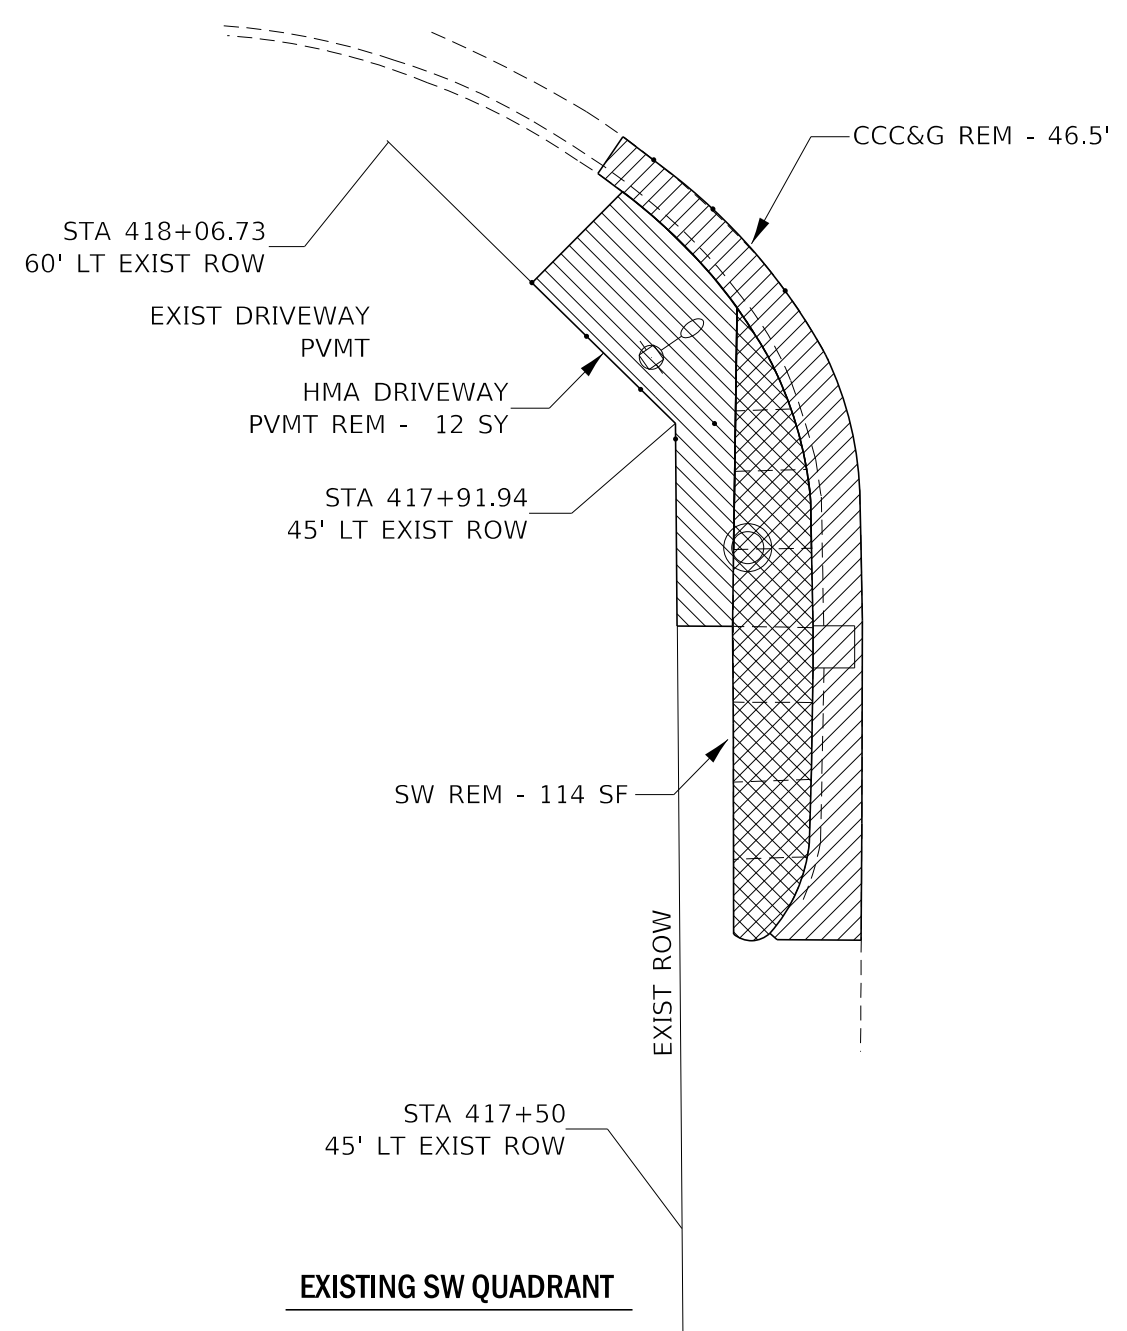 CCC&G REM - 46.5'
STA 418+06.73
60' LT EXIST ROW
EXIST DRIVEWAY
PVMT
HMA DRIVEWAY
PVMT REM - 12 SY
STA 417+91.94
45' LT EXIST ROW
SW REM - 114 SF
EXIST ROW
STA 417+50
45' LT EXIST ROW
EXISTING SW QUADRANT